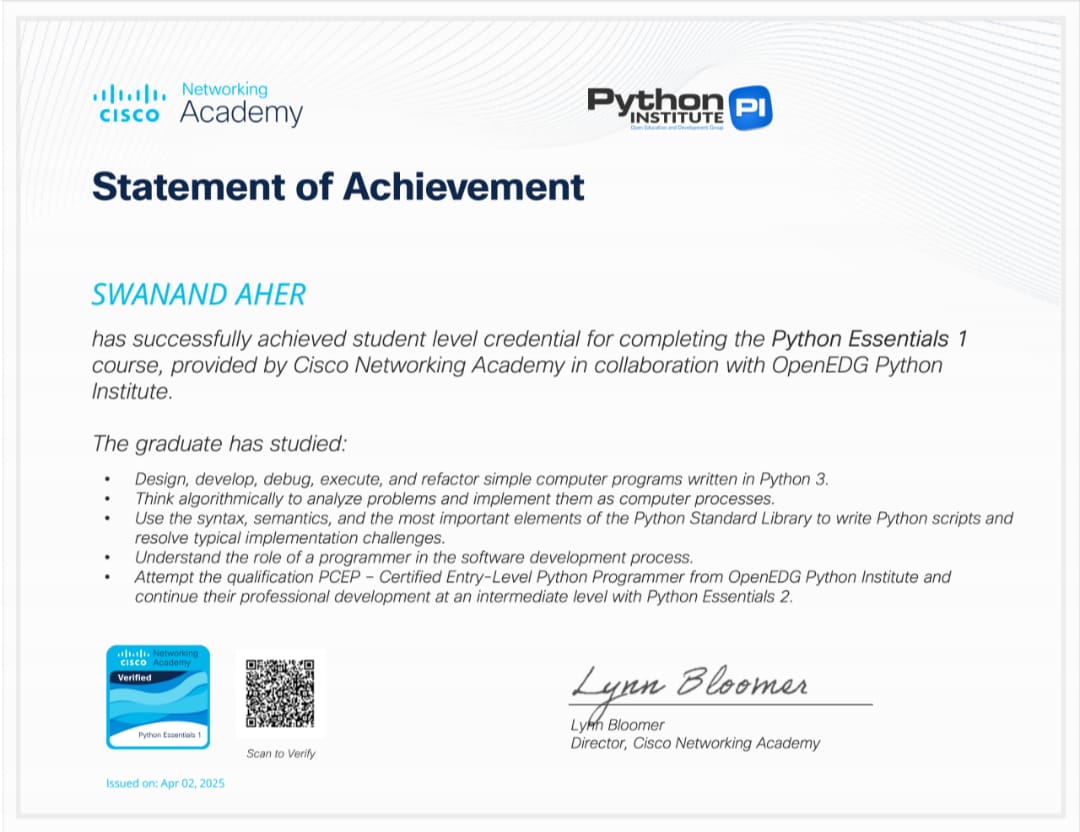 Networking
CISCO Academy
Python
INSTITUTE PI
Open Education and Development Group
Statement of Achievement
SWANAND AHER
has successfully achieved student level credential for completing the Python Essentials 1
course, provided by Cisco Networking Academy in collaboration with OpenEDG Python
Institute.
The graduate has studied:
• Design, develop, debug, execute, and refactor simple computer programs written in Python 3.
• Think algorithmically to analyze problems and implement them as computer processes.
• Use the syntax, semantics, and the most important elements of the Python Standard Library to write Python scripts and
resolve typical implementation challenges.
• Understand the role of a programmer in the software development process.
• Attempt the qualification PCEP – Certified Entry-Level Python Programmer from OpenEDG Python Institute and
continue their professional development at an intermediate level with Python Essentials 2.
Networking
CISCO Academy
Verified
Python Essentials 1
Scan to Verify
Issued on: Apr 02, 2025
Lynn Bloomer
Lynn Bloomer
Director, Cisco Networking Academy